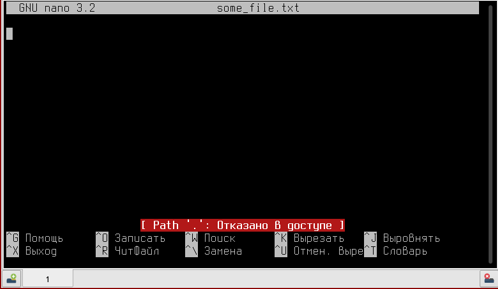 GNU nano 3.2 some_file.txt
[ Path '.': Отказано в доступе ]
^G Помощь ^O Записать ^W Поиск ^K Вырезать ^J Выровнять
^X Выход ^R ЧитФайл ^\ Замена ^U Отмен. Выре ^T Словарь
1